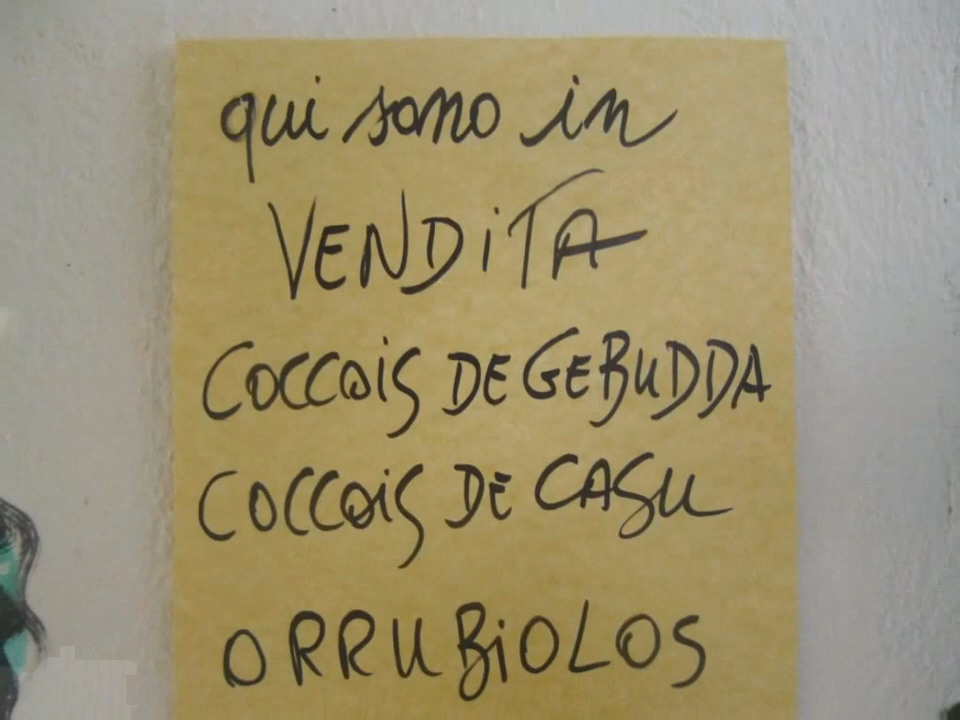 qui sono in
VENDiTA
COCCOiS DE GEBUDDA
COCCOiS DE CASU
ORRUBiOLOS